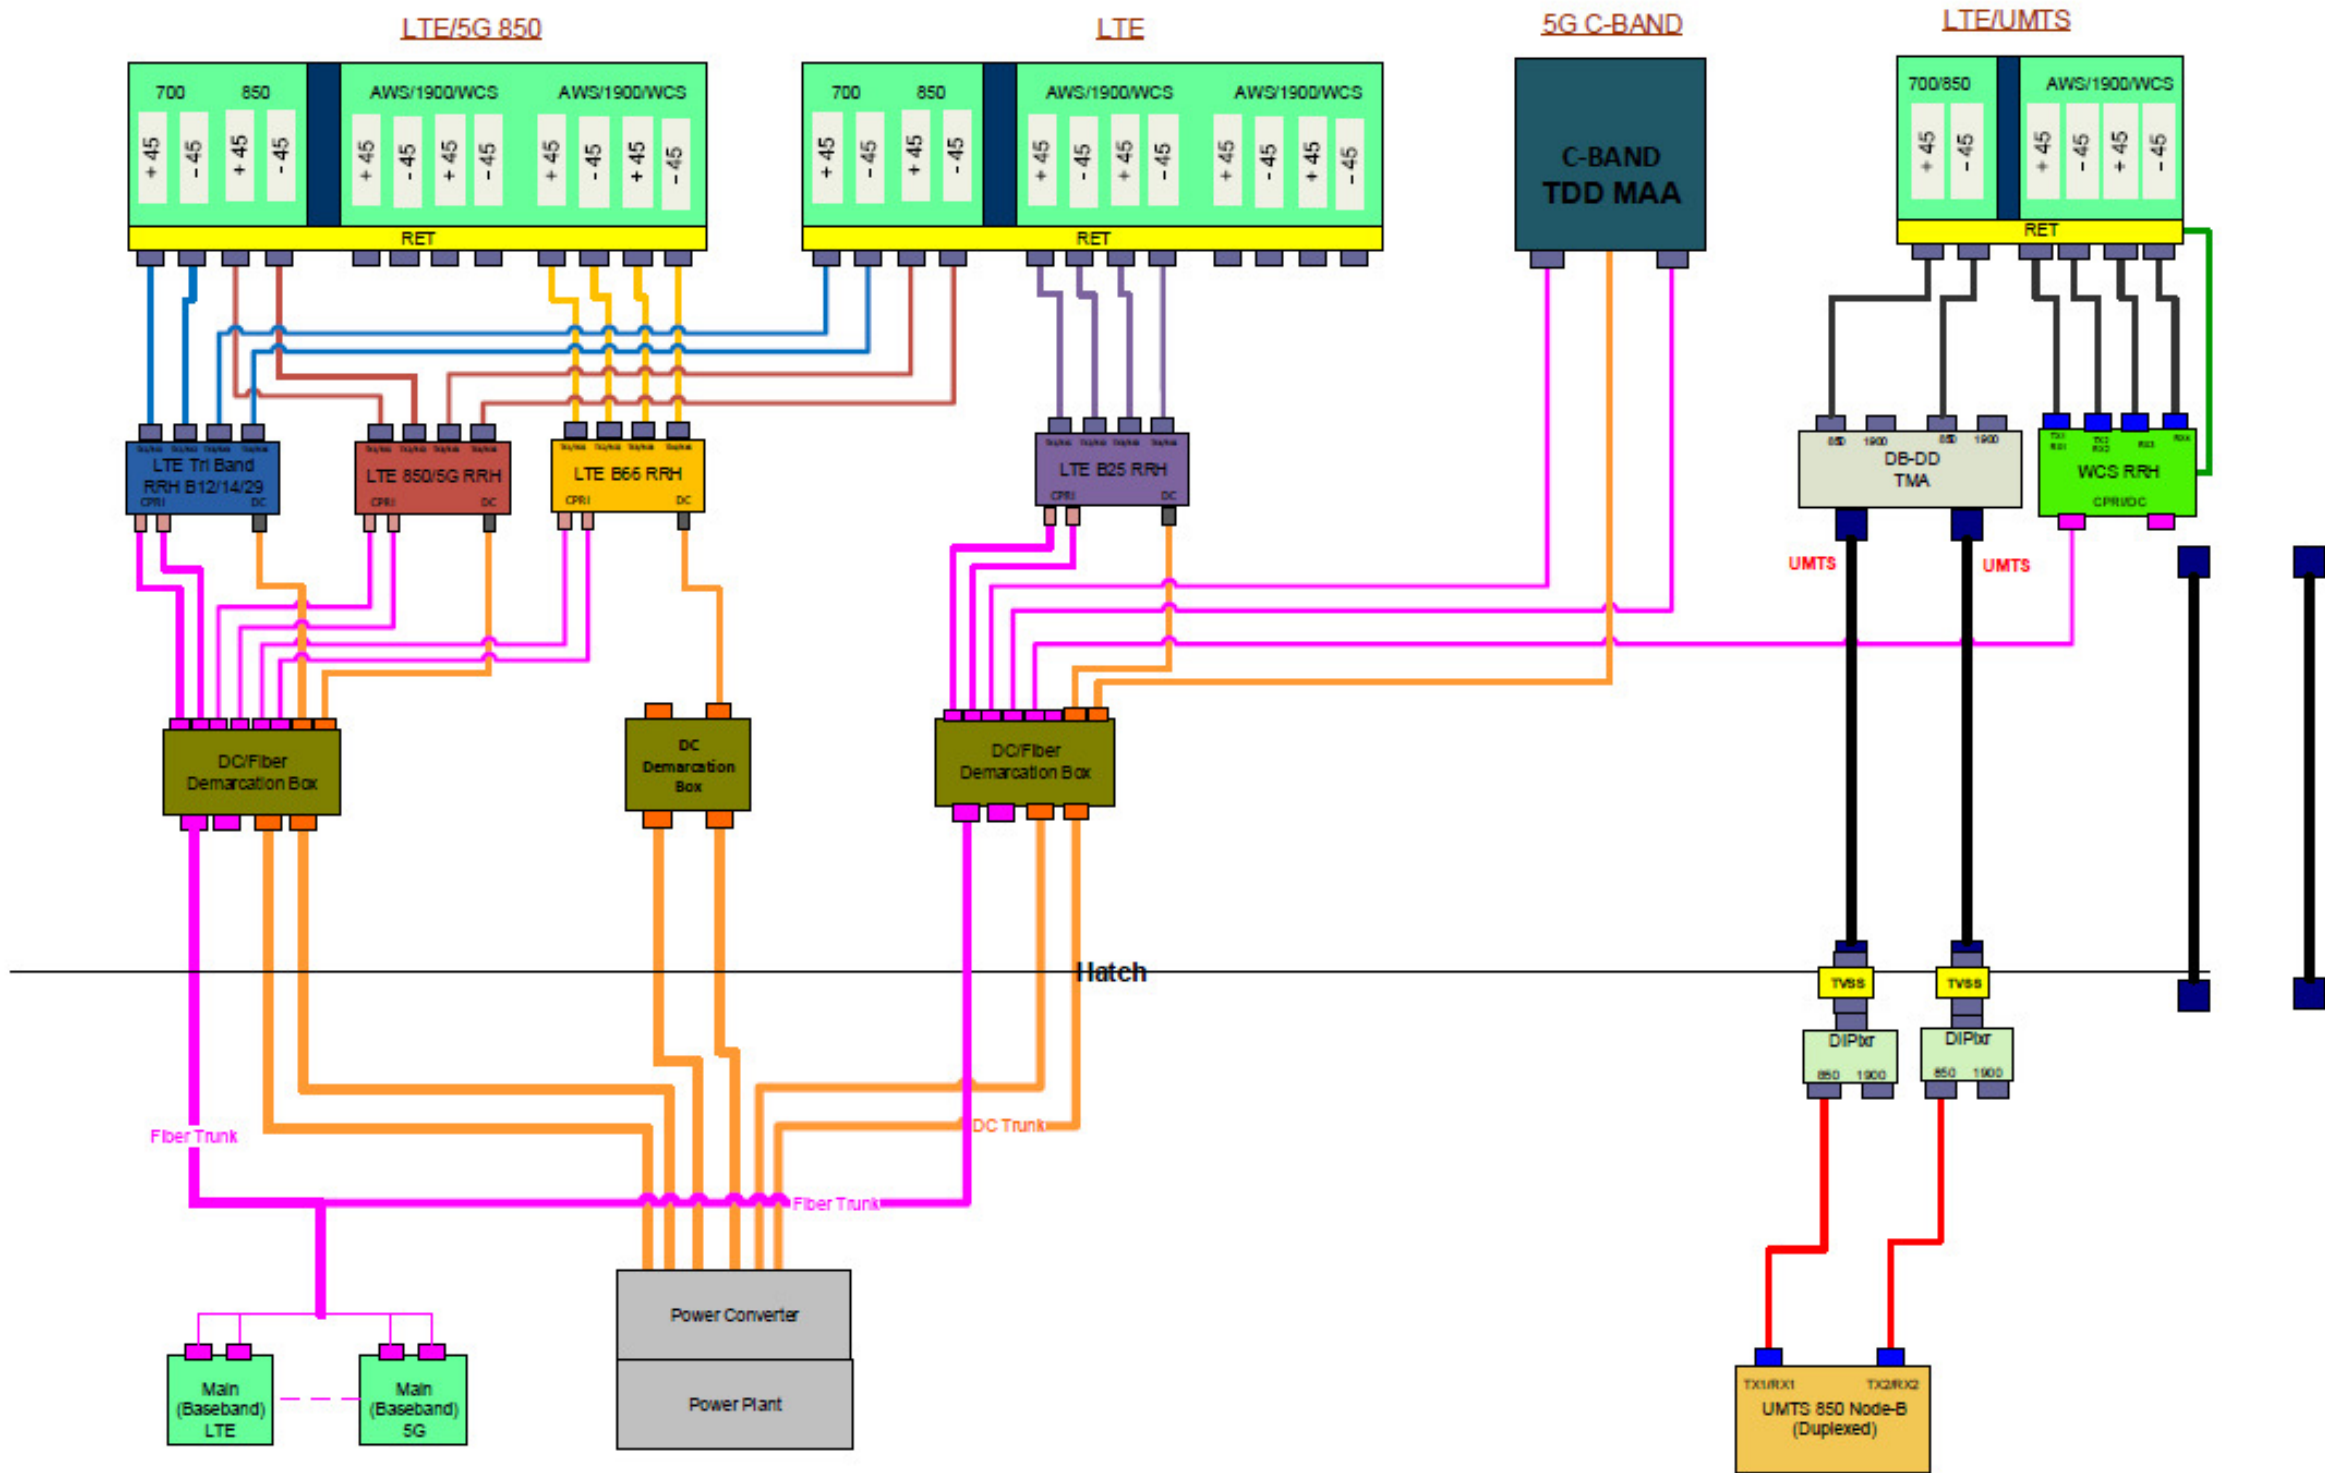 LTE/5G 850
LTE
5G C-BAND
LTE/UMTS
700 850 AWS/1900/WCS AWS/1900/WCS
+ 45 - 45 + 45 - 45 + 45 - 45 + 45 - 45 + 45 - 45 + 45 - 45
RET
700 850 AWS/1900/WCS AWS/1900/WCS
+ 45 - 45 + 45 - 45 + 45 - 45 + 45 - 45 + 45 - 45 + 45 - 45
RET
C-BAND
TDD MAA
700/850 AWS/1900/WCS
+ 45 - 45 + 45 - 45 + 45 - 45
RET
LTE Tri Band
RRH B12/14/29
CPRI DC
LTE 850/5G RRH
CPRI DC
LTE B66 RRH
CPRI DC
LTE B25 RRH
CPRI DC
850 1900 850 1900
DB-DD
TMA
TX1 TX2 RX3 RX4
RX1 RX2
WCS RRH
CPRI/DC
UMTS
UMTS
DC/Fiber
Demarcation Box
DC
Demarcation
Box
DC/Fiber
Demarcation Box
Hatch
TVSS
TVSS
DIPlxr
850 1900
DIPlxr
850 1900
Fiber Trunk
DC Trunk
Fiber Trunk
Power Converter
Power Plant
Main
(Baseband)
LTE
Main
(Baseband)
5G
TX1/RX1 TX2/RX2
UMTS 850 Node-B
(Duplexed)